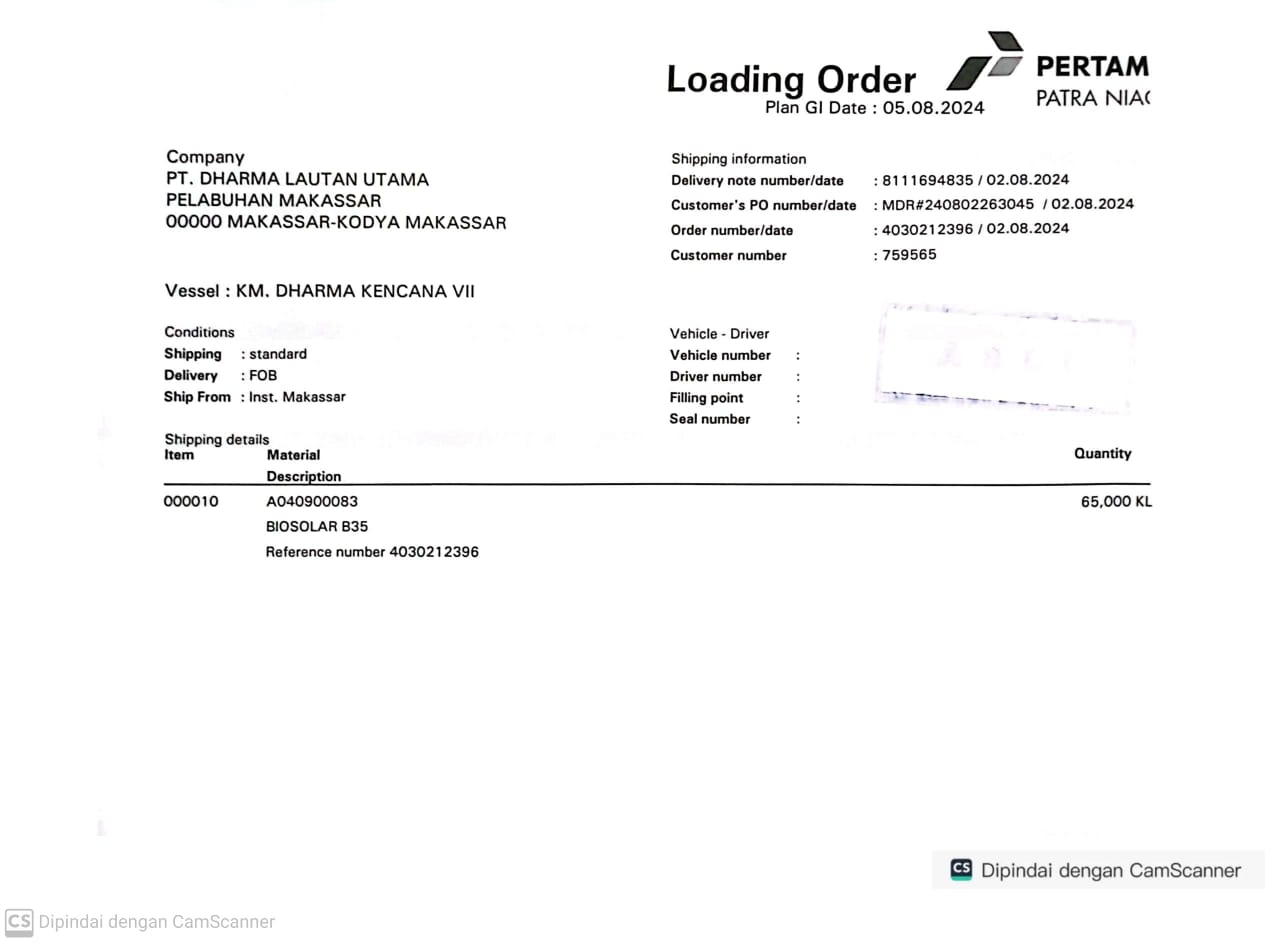 Loading Order
Plan GI Date : 05.08.2024
PERTAM
PATRA NIA
Company
PT. DHARMA LAUTAN UTAMA
PELABUHAN MAKASSAR
00000 MAKASSAR-KODYA MAKASSAR
Shipping information
Delivery note number/date : 8111694835 / 02.08.2024
Customer's PO number/date : MDR#240802263045 / 02.08.2024
Order number/date : 4030212396 / 02.08.2024
Customer number : 759565
Vessel : KM. DHARMA KENCANA VII
Conditions
Shipping : standard
Delivery : FOB
Ship From : Inst. Makassar
Vehicle - Driver
Vehicle number :
Driver number :
Filling point :
Seal number :
Shipping details
Item Material Quantity
Description
000010 A040900083 65,000 KL
BIOSOLAR B35
Reference number 4030212396
CS Dipindai dengan CamScanner
CS Dipindai dengan CamScanner